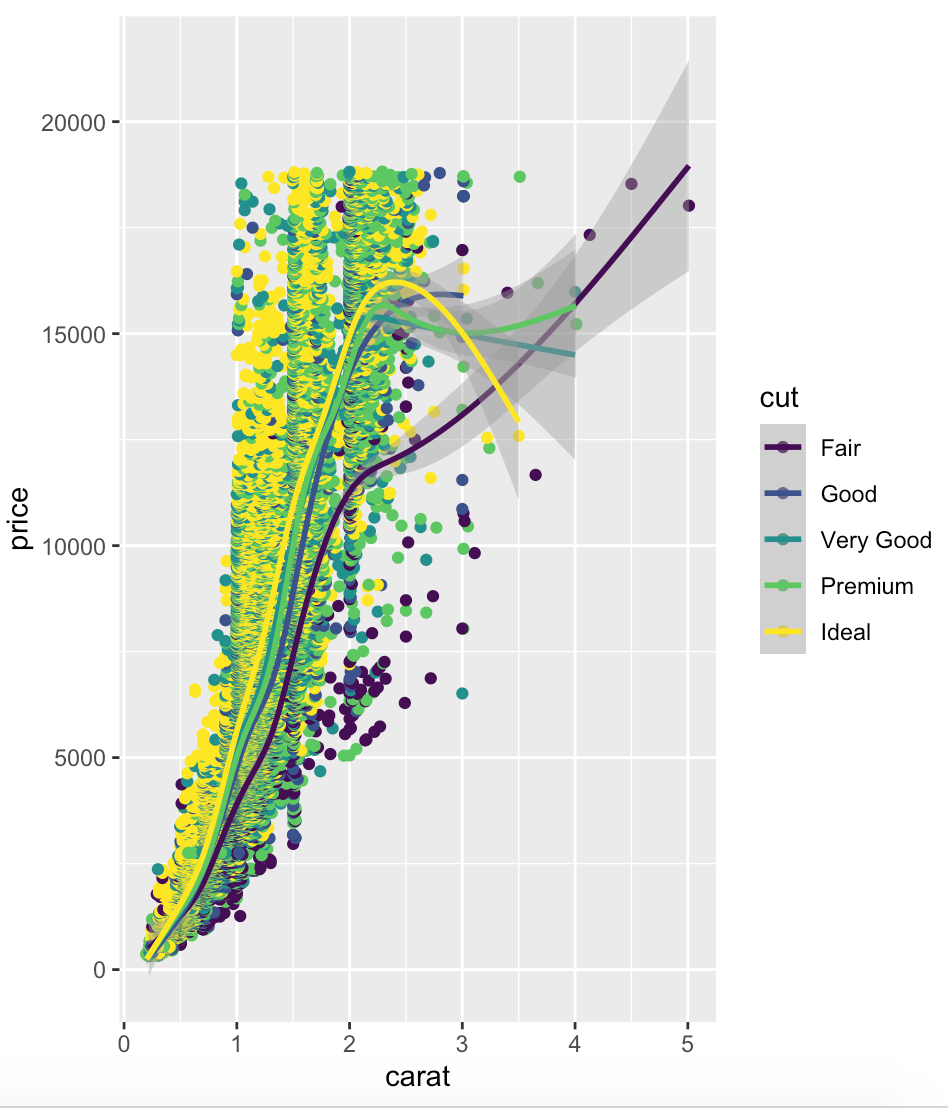 20000
15000
10000
5000
0
price
0 1 2 3 4 5
carat
cut
Fair
Good
Very Good
Premium
Ideal